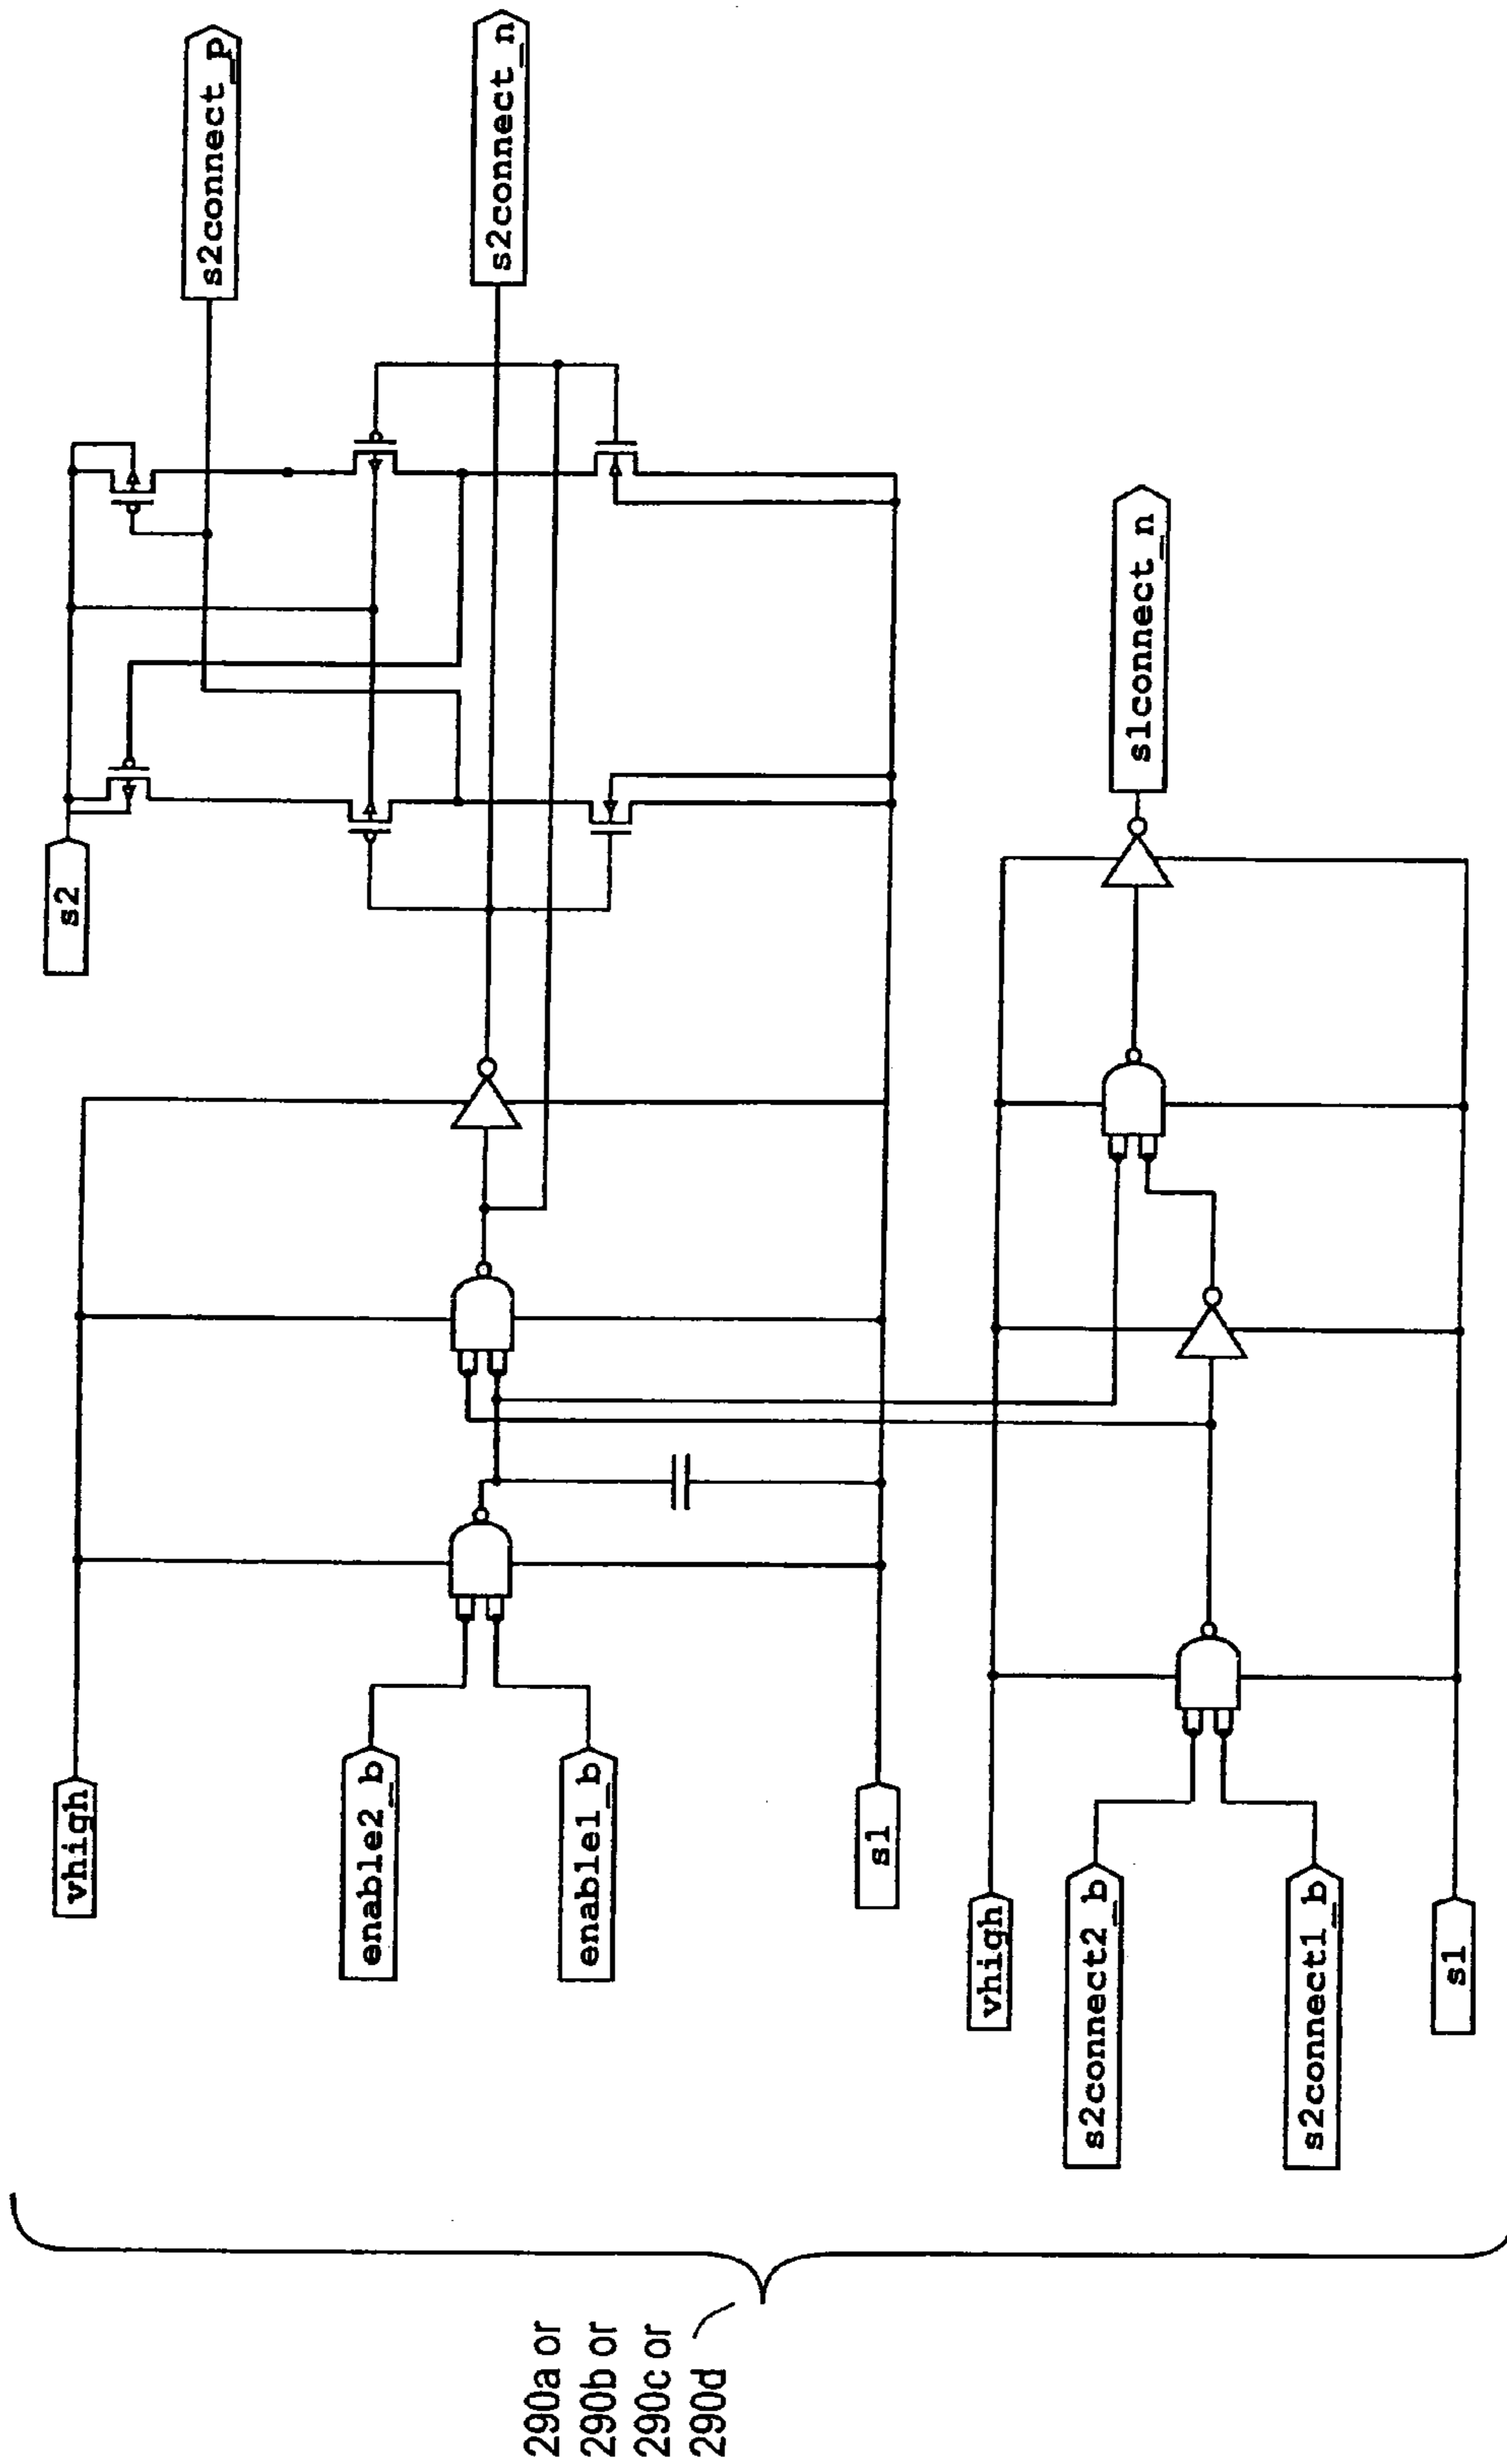 s2
s2connect_p
s2connect_n
vhigh
enable2_b
enable1_b
s1
s1connect_n
vhigh
s2connect2_b
s2connect1_b
s1
290a or
290b or
290c or
290d